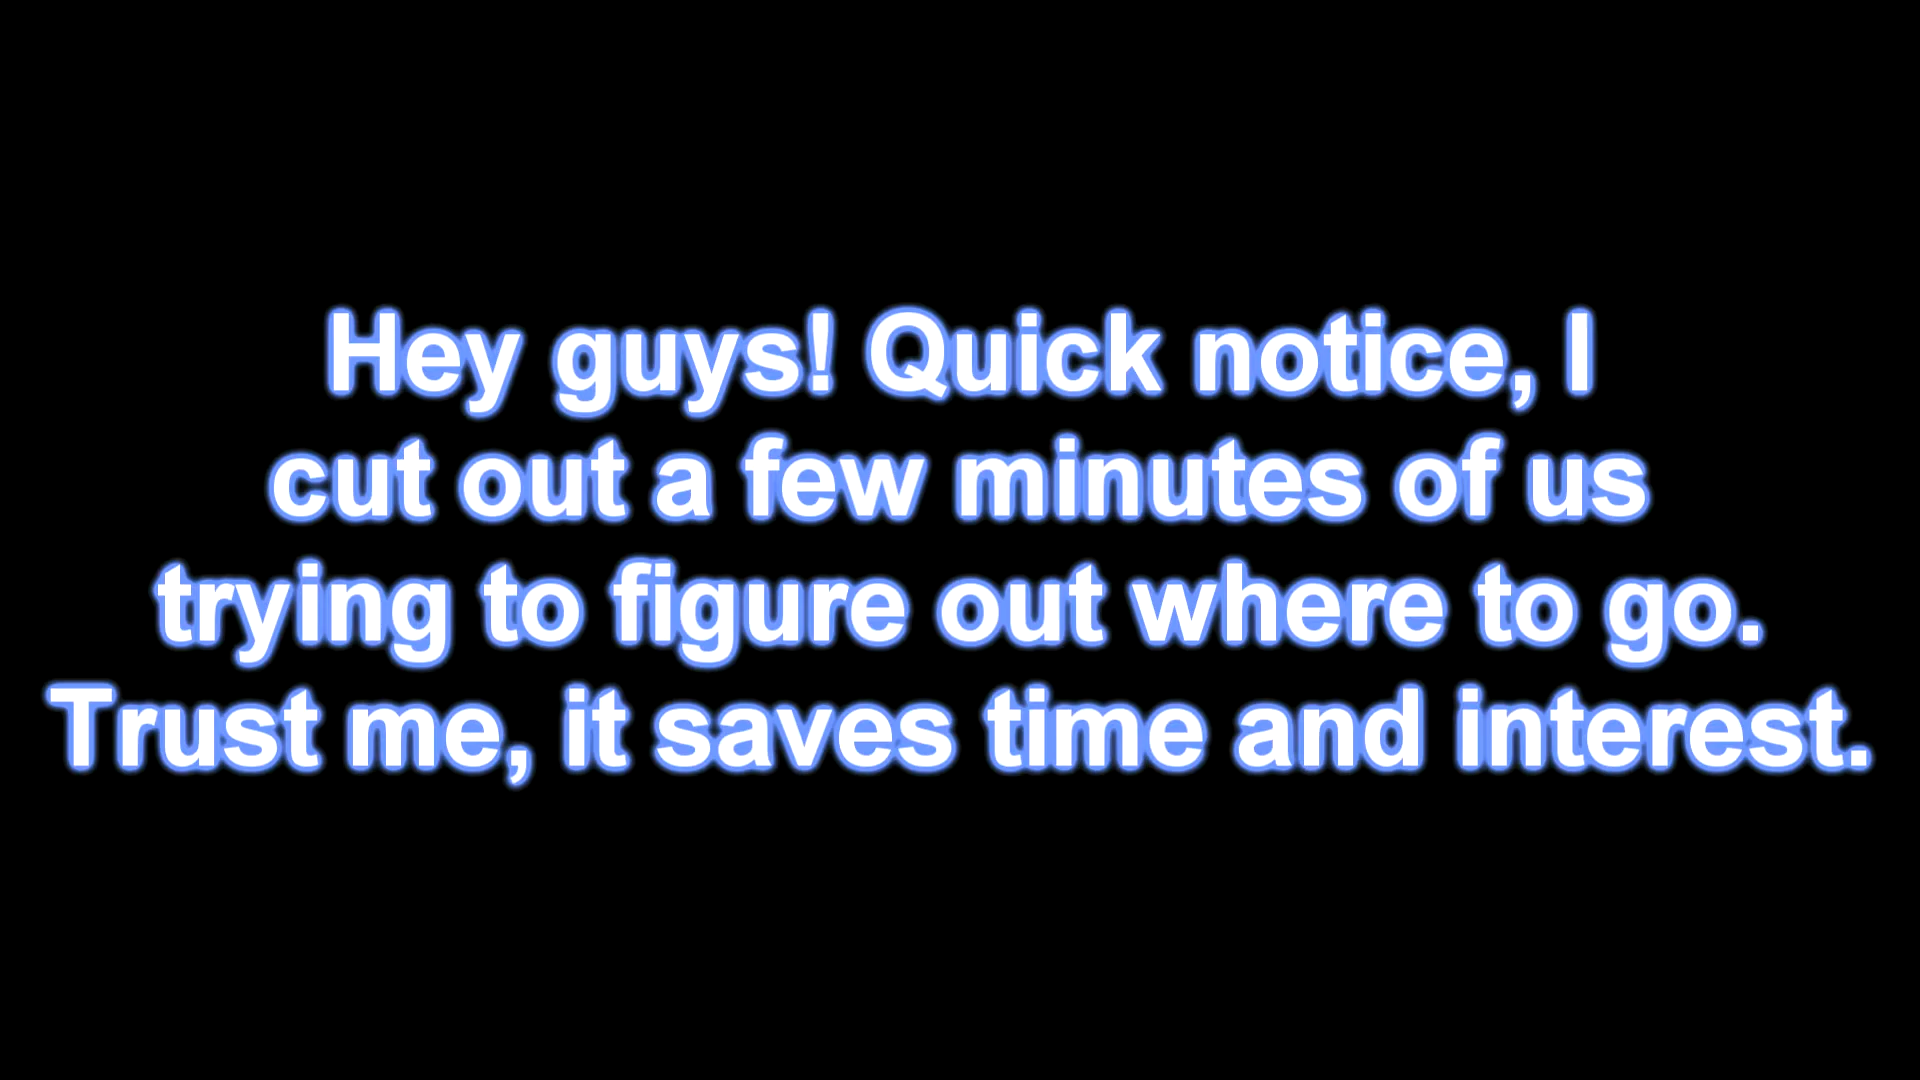 Hey guys! Quick notice, I
cut out a few minutes of us
trying to figure out where to go.
Trust me, it saves time and interest.